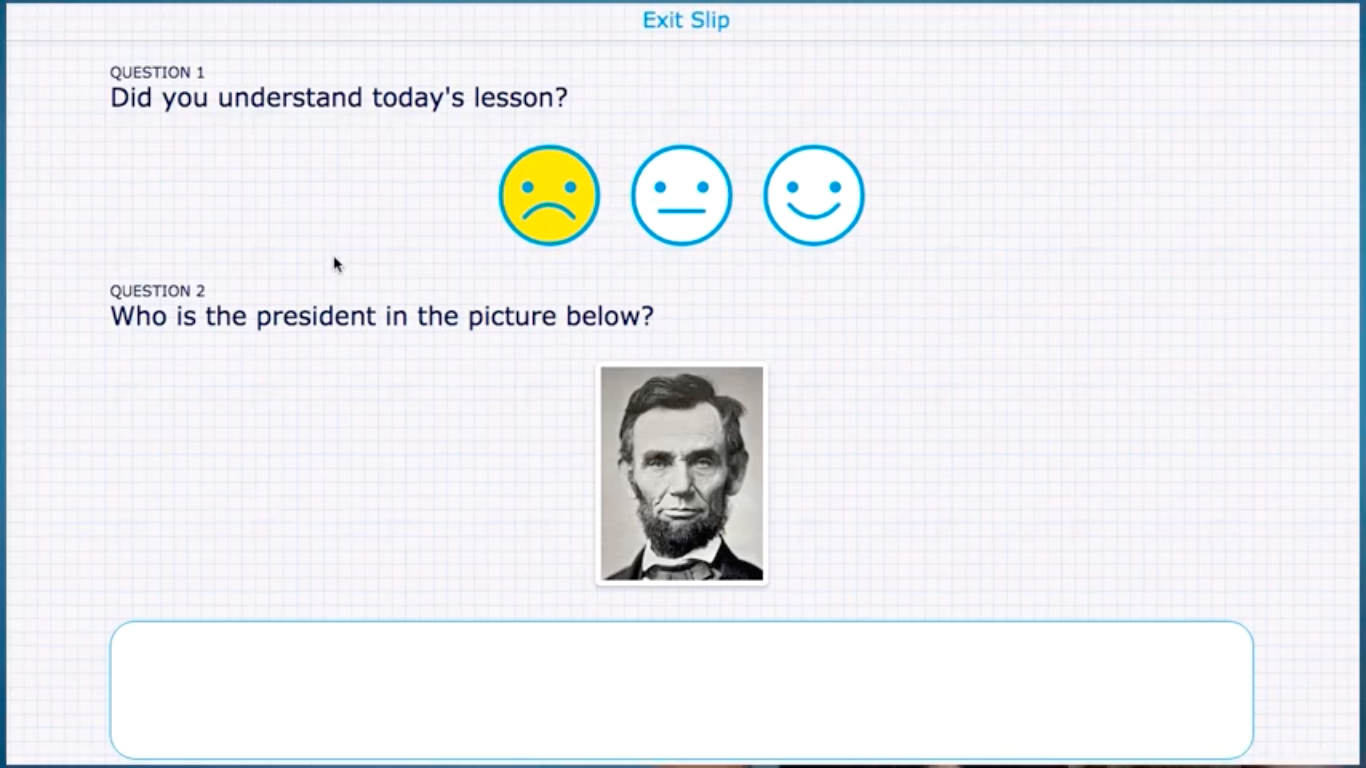 Exit Slip
QUESTION 1
Did you understand today's lesson?
QUESTION 2
Who is the president in the picture below?